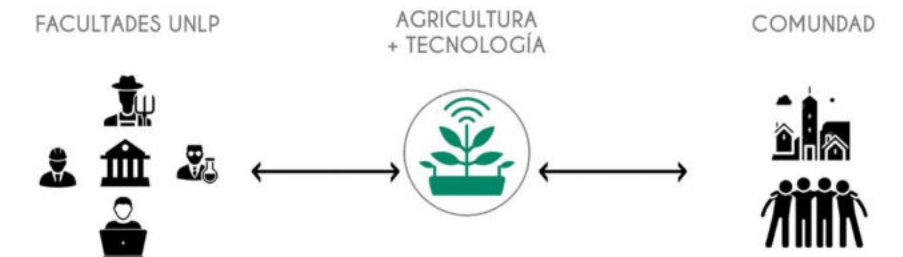 FACULTADES UNLP
AGRICULTURA
+ TECNOLOGÍA
COMUNDAD